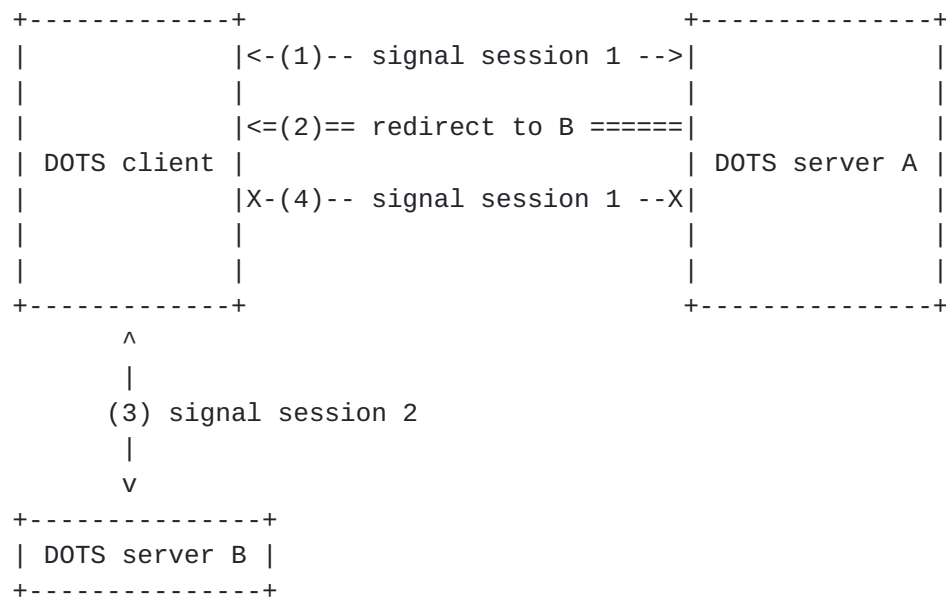 +-------------+                            +---------------+
|             |<-(1)-- signal session 1 -->|               |
|             |                            |               |
|             |<=(2)== redirect to B ======|               |
| DOTS client |                            | DOTS server A |
|             |X-(4)-- signal session 1 --X|               |
|             |                            |               |
|             |                            |               |
+-------------+                            +---------------+
       ^
       |
      (3) signal session 2
       |
       v
+---------------+
| DOTS server B |
+---------------+